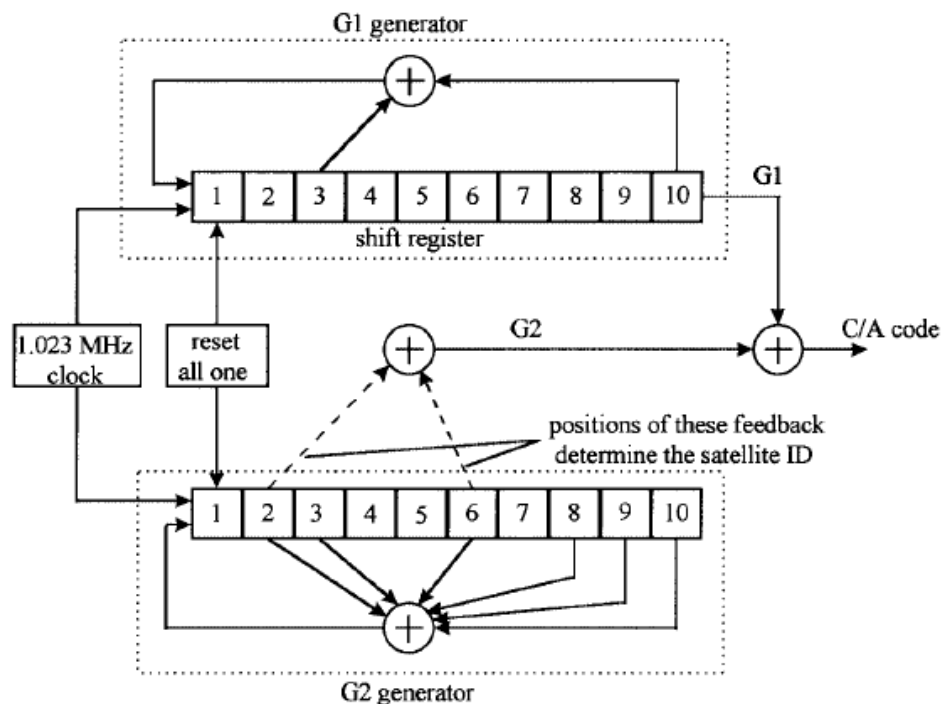 G1 generator
+
1 2 3 4 5 6 7 8 9 10
G1
shift register
1.023 MHz
clock
reset
all one
+
G2
+
C/A code
positions of these feedback
determine the satellite ID
1 2 3 4 5 6 7 8 9 10
+
G2 generator